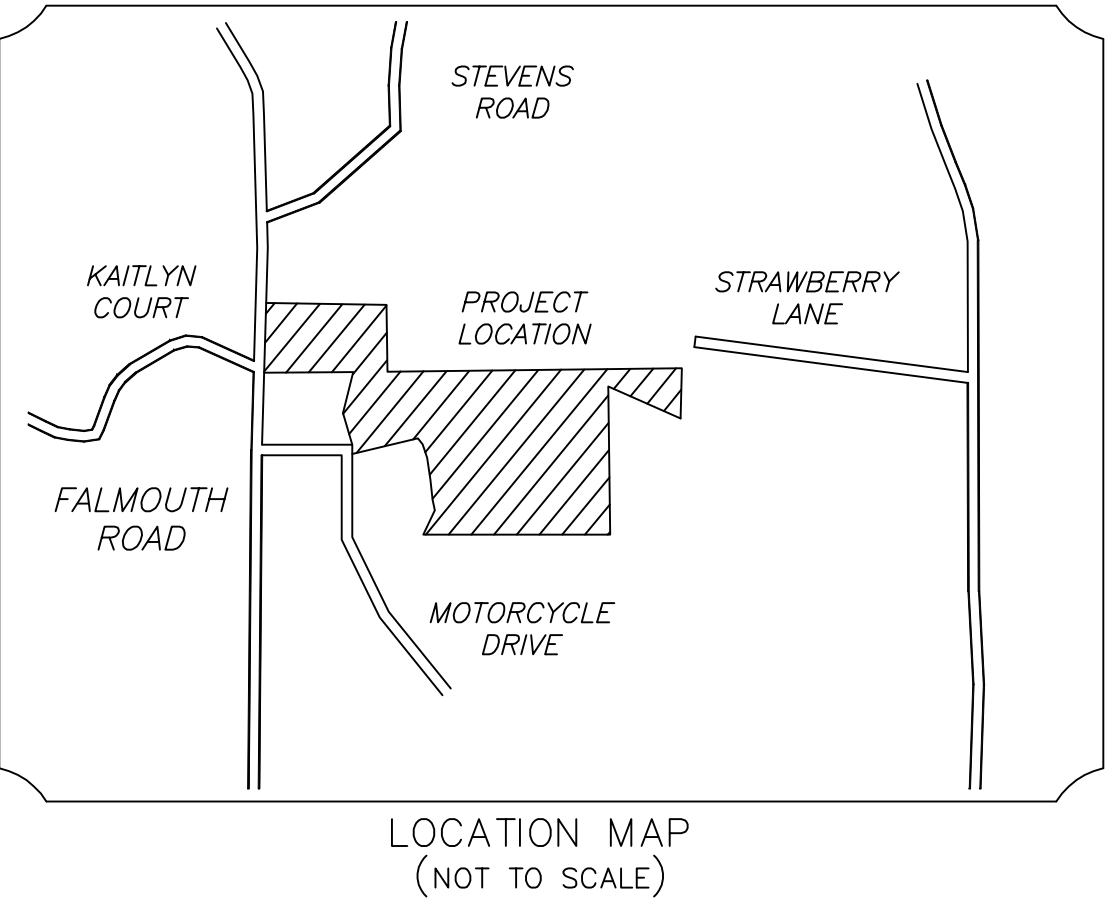 STEVENS
ROAD
KAITLYN
COURT
PROJECT
LOCATION
STRAWBERRY
LANE
FALMOUTH
ROAD
MOTORCYCLE
DRIVE
LOCATION MAP
(NOT TO SCALE)